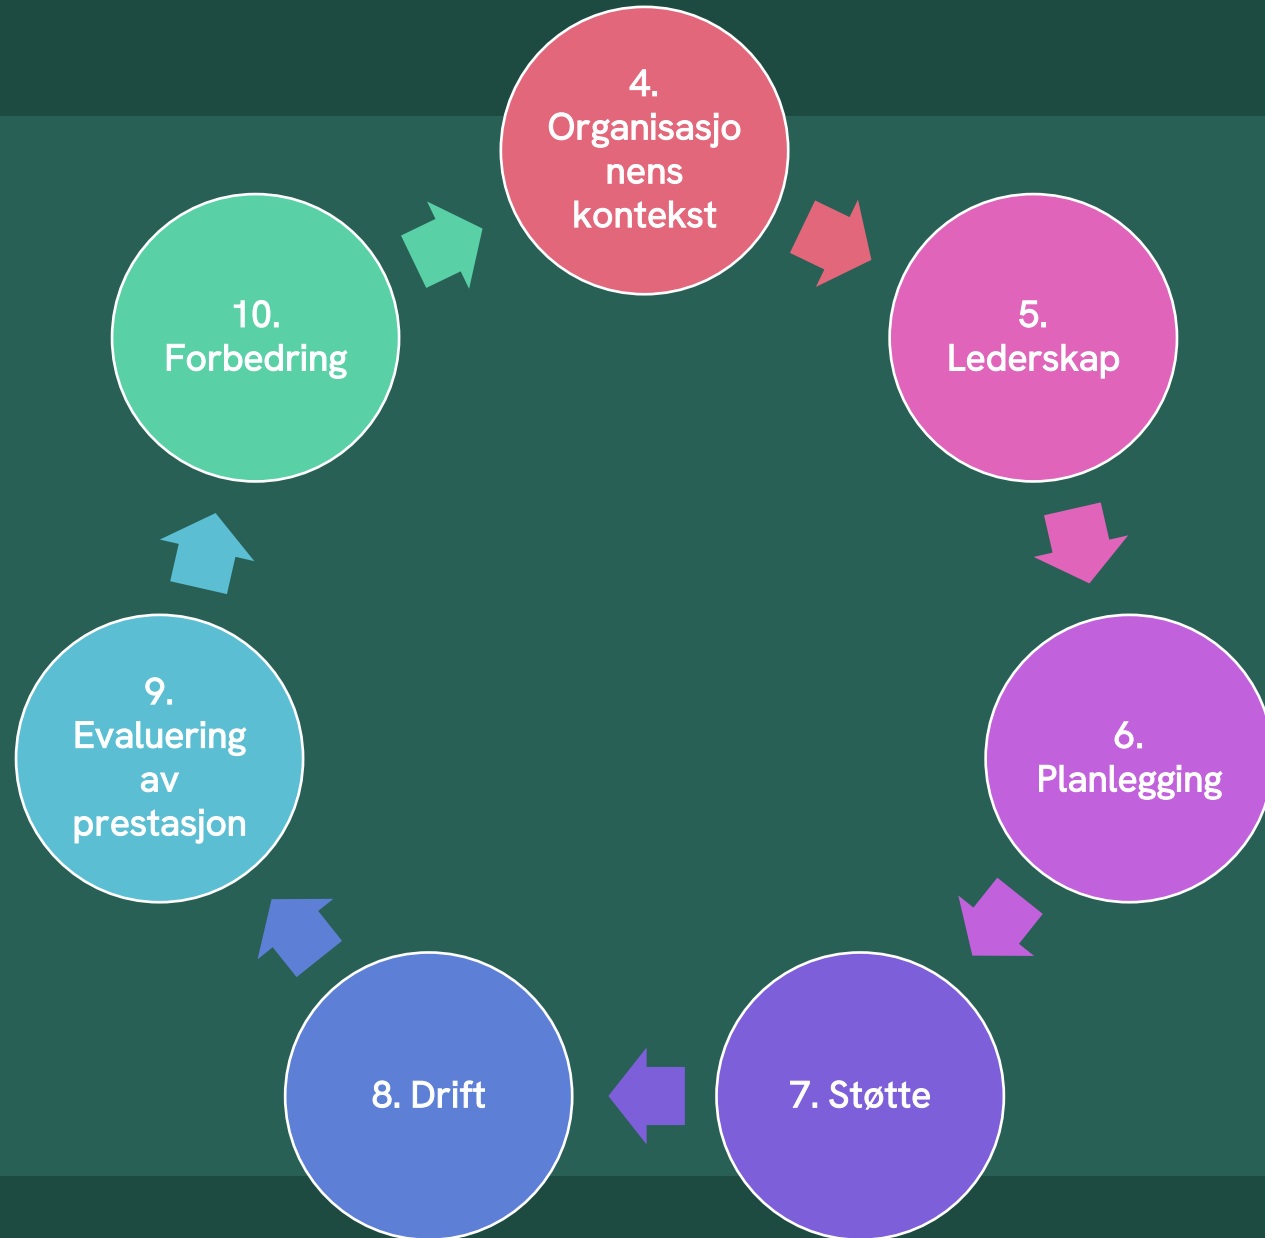 4.
Organisasjo
nens
kontekst
5.
Lederskap
6.
Planlegging
7. Støtte
8. Drift
9.
Evaluering
av
prestasjon
10.
Forbedring